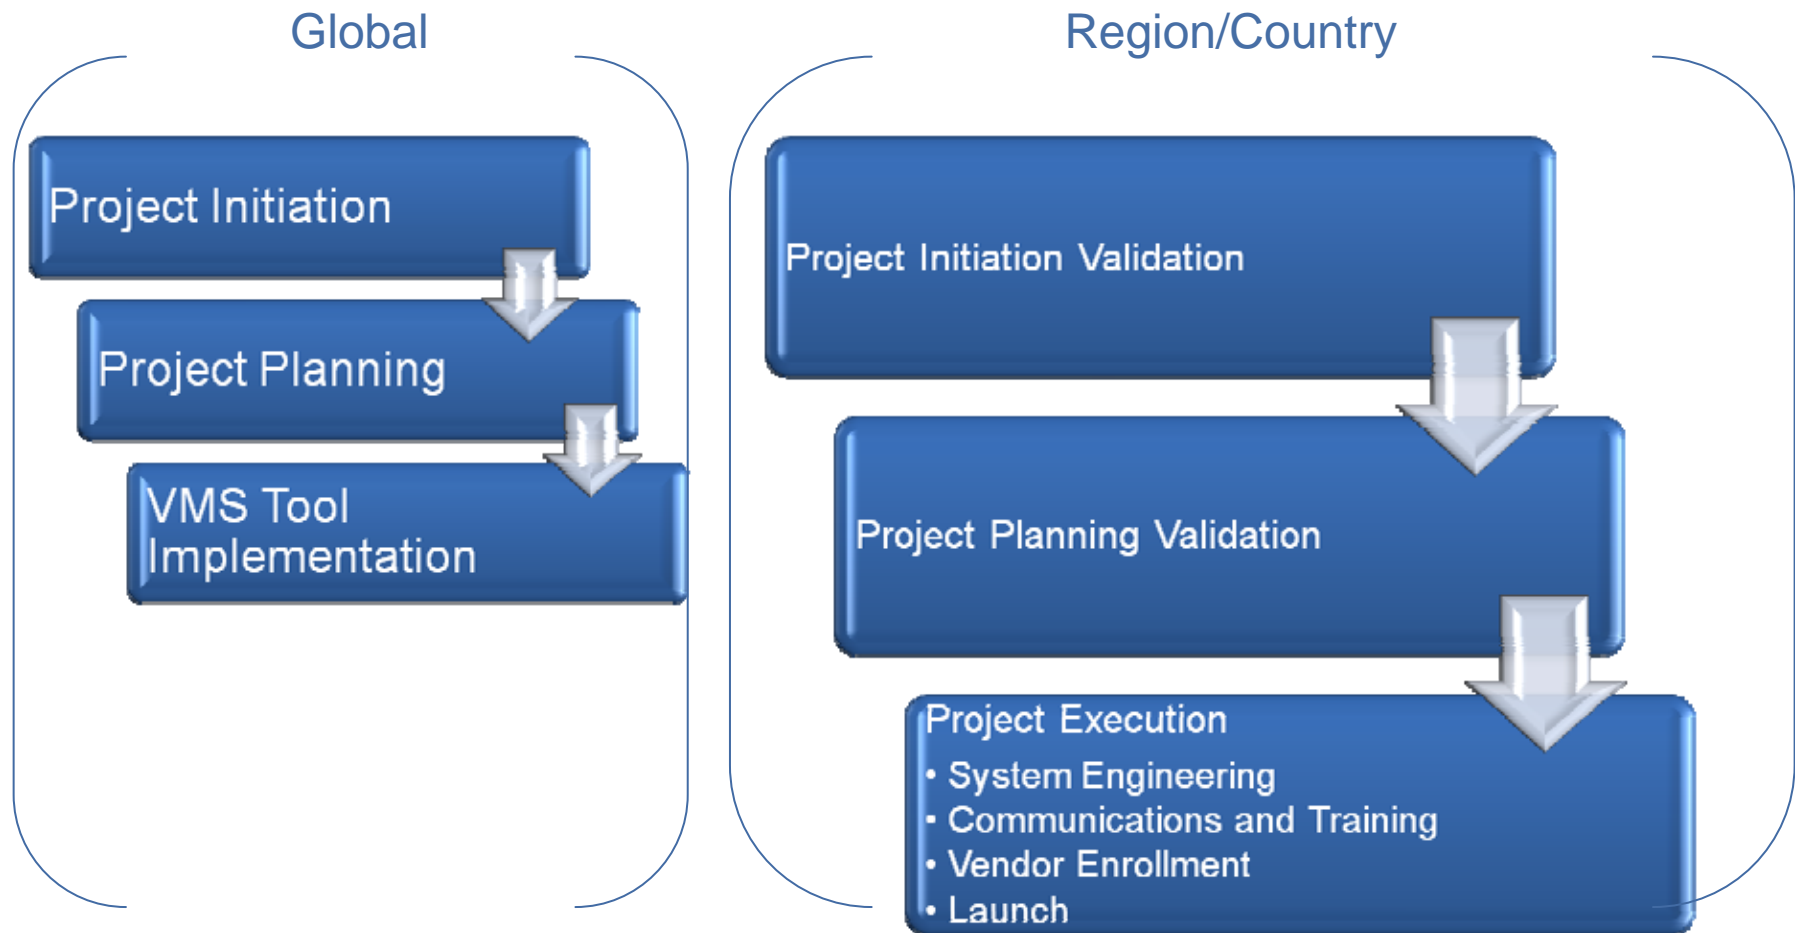 Global
Project Initiation
Project Planning
VMS Tool
Implementation
Region/Country
Project Initiation Validation
Project Planning Validation
Project Execution
• System Engineering
• Communications and Training
• Vendor Enrollment
• Launch